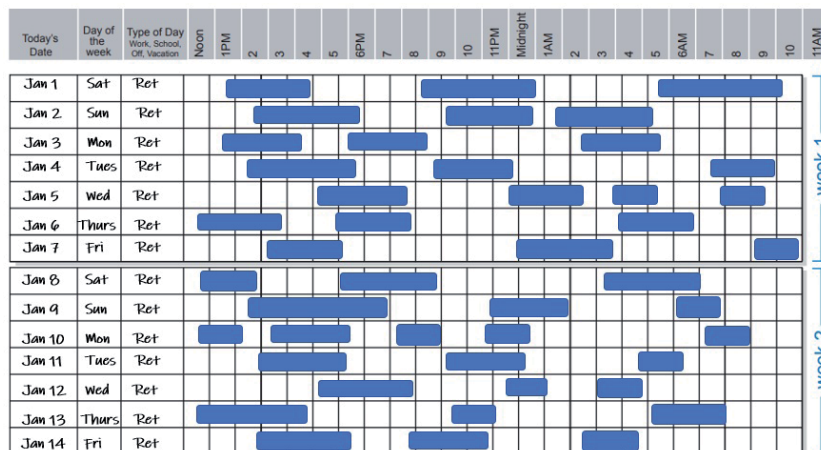 Today's Date Day of the week Type of Day Work, School, Off, Vacation Noon 1PM 2 3 4 5 6PM 7 8 9 10 11PM Midnight 1AM 2 3 4 5 6AM 7 8 9 10 11AM
Jan 1 Sat Ret
Jan 2 Sun Ret
Jan 3 Mon Ret
Jan 4 Tues Ret
Jan 5 Wed Ret
Jan 6 Thurs Ret
Jan 7 Fri Ret
week 1
Jan 8 Sat Ret
Jan 9 Sun Ret
Jan 10 Mon Ret
Jan 11 Tues Ret
Jan 12 Wed Ret
Jan 13 Thurs Ret
Jan 14 Fri Ret
week 2